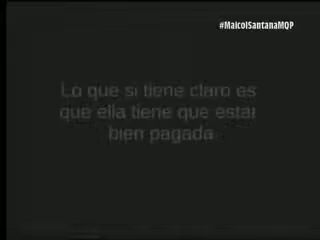 #MaicolSantanaMQP
Lo que si tiene claro es
que ella tiene que estar
bien pagada